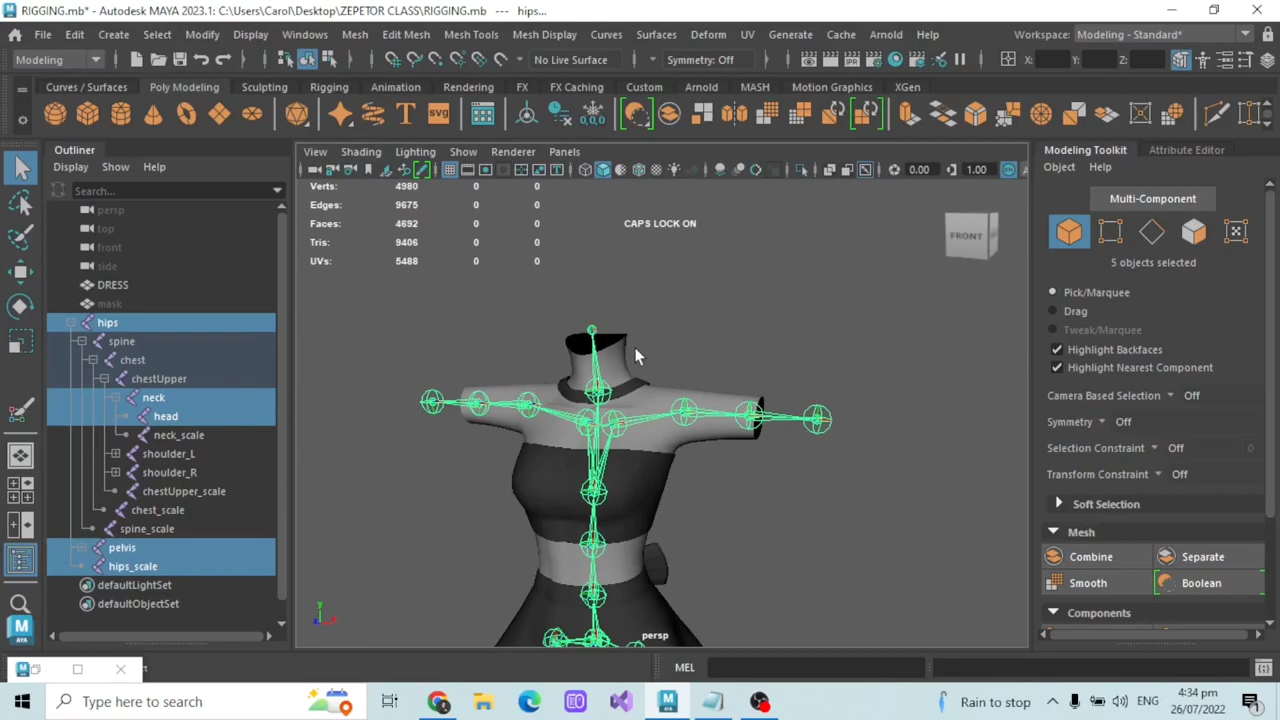 RIGGING.mb* - Autodesk MAYA 2023.1: C:\Users\Carol\Desktop\ZEPETOR CLASS\RIGGING.mb --- hips...
File Edit Create Select Modify Display Windows Mesh Edit Mesh Mesh Tools Mesh Display Curves Surfaces Deform UV Generate Cache Arnold Help Workspace: Modeling - Standard*
Modeling No Live Surface Symmetry: Off X: Y: Z:
Curves / Surfaces Poly Modeling Sculpting Rigging Animation Rendering FX FX Caching Custom Arnold MASH Motion Graphics XGen
SVG 0,0,0
Outliner
Display Show Help
Search...
persp
top
front
side
DRESS
mask
hips
spine
chest
chestUpper
neck
head
neck_scale
shoulder_L
shoulder_R
chestUpper_scale
chest_scale
spine_scale
pelvis
hips_scale
defaultLightSet
defaultObjectSet
View Shading Lighting Show Renderer Panels
0.00 1.00
Verts: 4980 0 0
Edges: 9675 0 0
Faces: 4692 0 0
Tris: 9406 0 0
UVs: 5488 0 0
CAPS LOCK ON
FRONT
y
persp
Modeling Toolkit Attribute Editor
Object Help
Multi-Component
5 objects selected
Pick/Marquee
Drag
Tweak/Marquee
Highlight Backfaces
Highlight Nearest Component
Camera Based Selection Off
Symmetry Off
Selection Constraint Off 0
Transform Constraint Off
Soft Selection
Mesh
Combine Separate
Smooth Boolean
Components
MEL
Type here to search
Rain to stop ENG 4:34 pm
26/07/2022